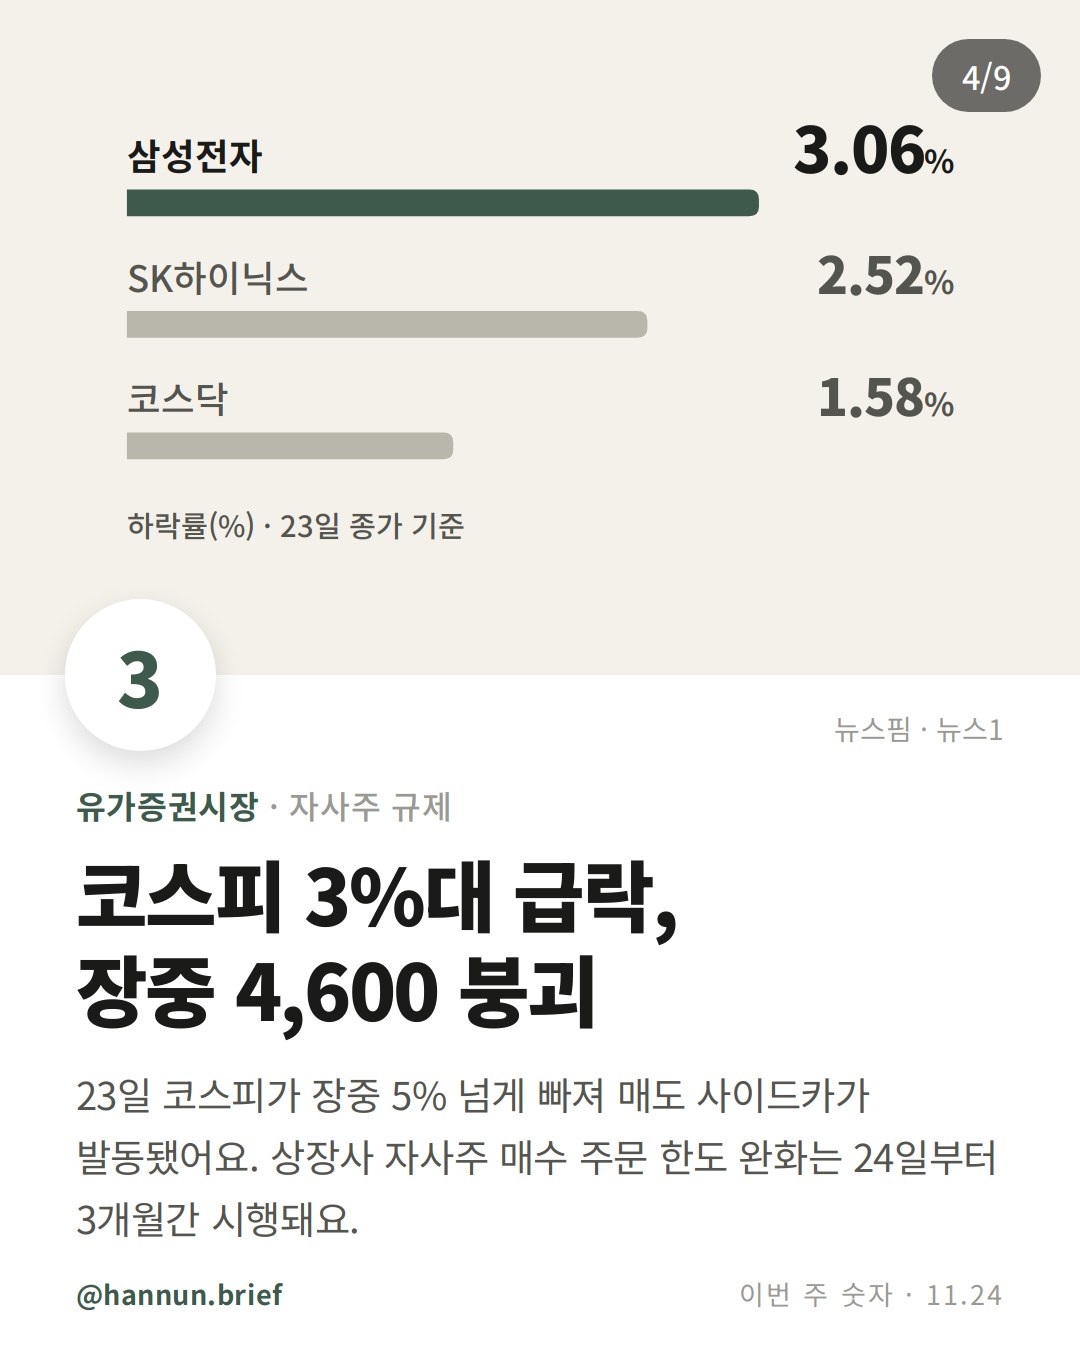 4/9
삼성전자
3.06%
SK하이닉스
2.52%
코스닥
1.58%
하락률(%) · 23일 종가 기준
3
뉴스핌 · 뉴스1
유가증권시장 · 자사주 규제
코스피 3%대 급락,
장중 4,600 붕괴
23일 코스피가 장중 5% 넘게 빠져 매도 사이드카가
발동됐어요. 상장사 자사주 매수 주문 한도 완화는 24일부터
3개월간 시행돼요.
@hannun.brief
이번 주 숫자 · 11.24